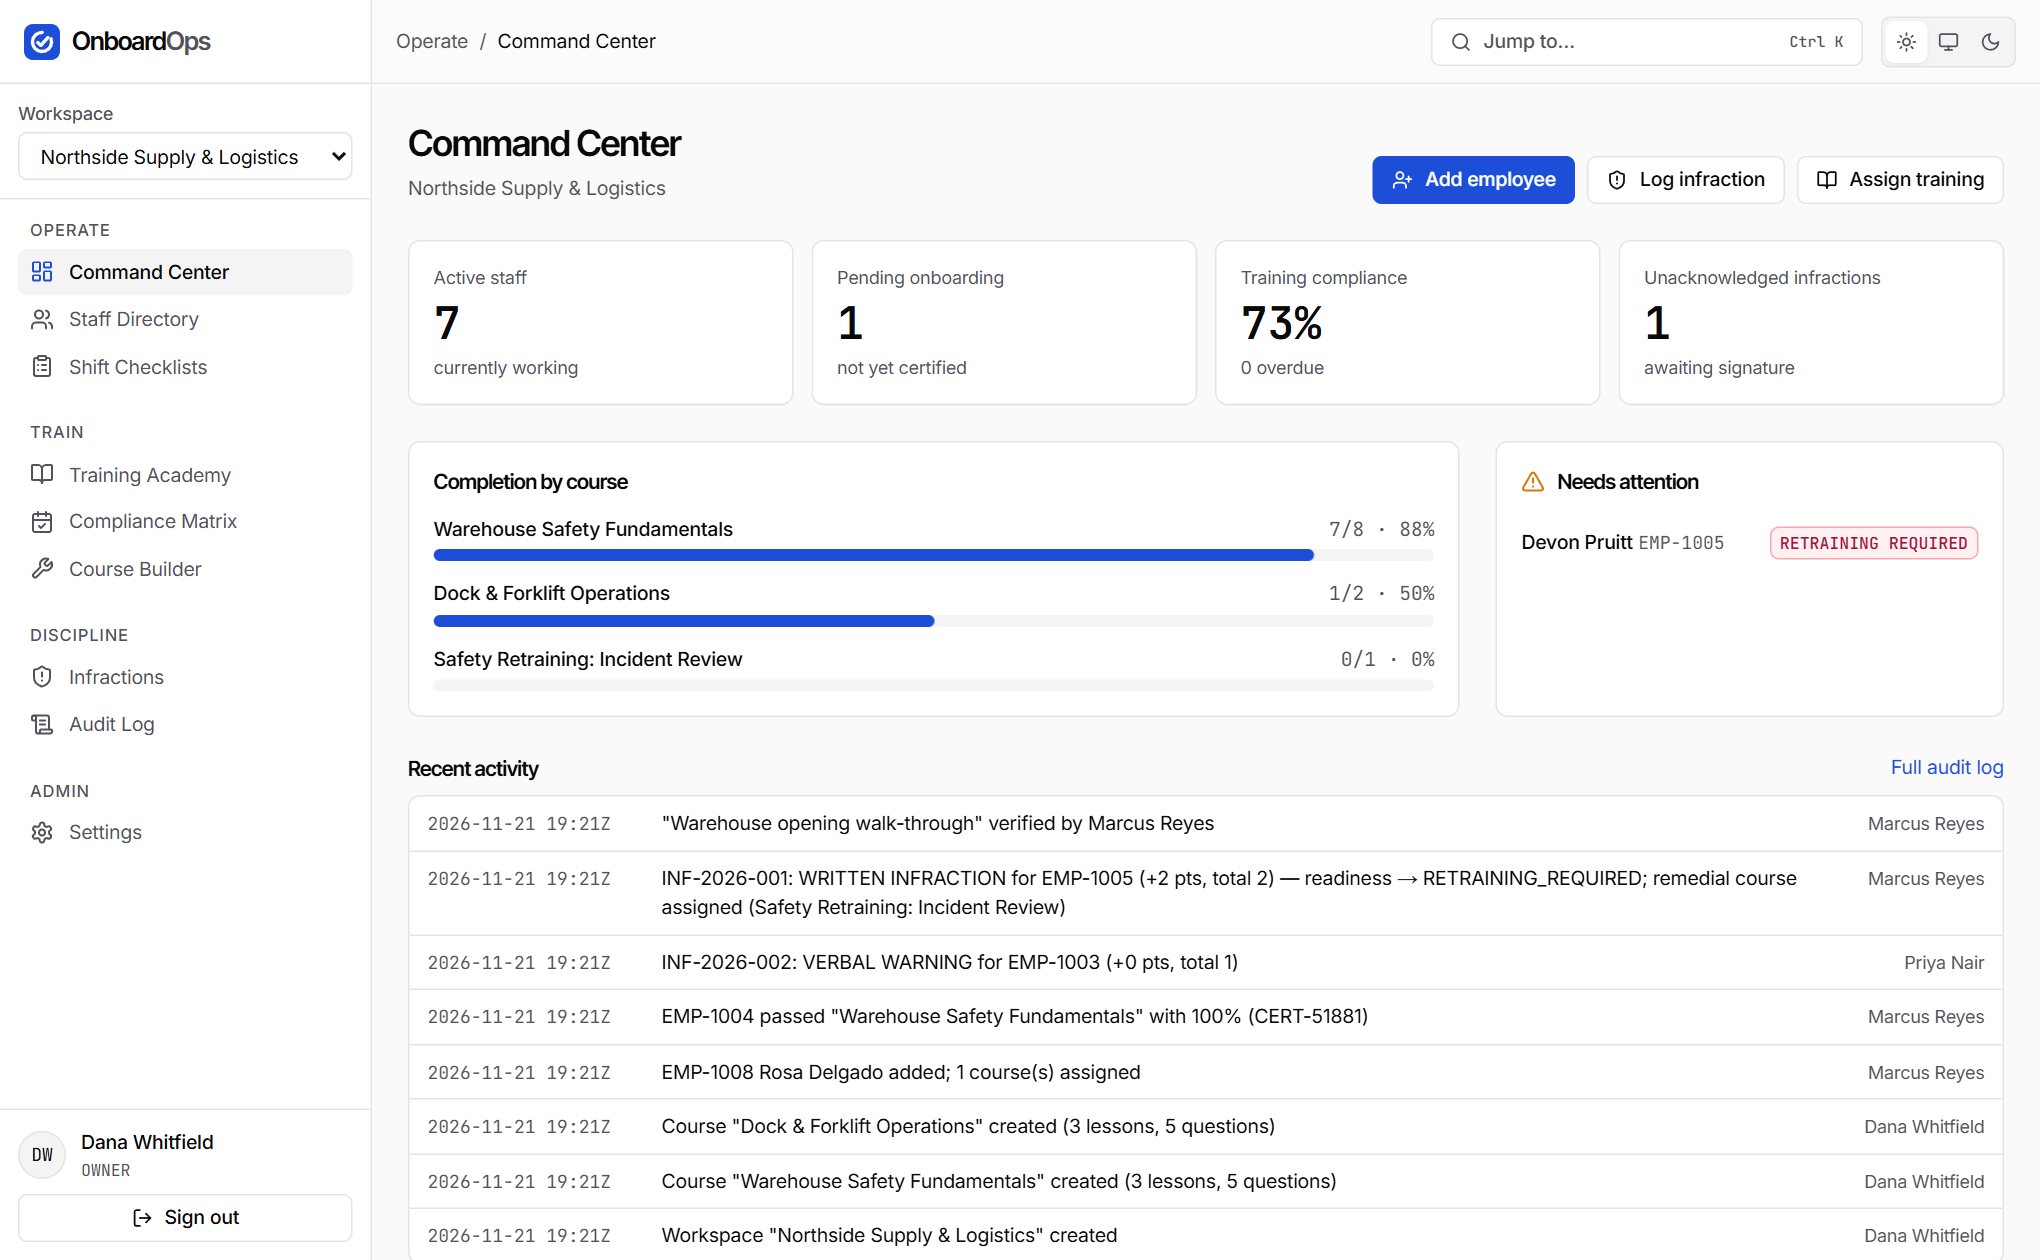 OnboardOps
Operate / Command Center
Jump to... Ctrl K
Workspace
Northside Supply & Logistics
OPERATE
Command Center
Staff Directory
Shift Checklists
TRAIN
Training Academy
Compliance Matrix
Course Builder
DISCIPLINE
Infractions
Audit Log
ADMIN
Settings
DW
Dana Whitfield
OWNER
Sign out
Command Center
Northside Supply & Logistics
Add employee
Log infraction
Assign training
Active staff
7
currently working
Pending onboarding
1
not yet certified
Training compliance
73%
0 overdue
Unacknowledged infractions
1
awaiting signature
Completion by course
Warehouse Safety Fundamentals 7/8 · 88%
Dock & Forklift Operations 1/2 · 50%
Safety Retraining: Incident Review 0/1 · 0%
Needs attention
Devon Pruitt EMP-1005 RETRAINING REQUIRED
Recent activity Full audit log
2026-11-21 19:21Z "Warehouse opening walk-through" verified by Marcus Reyes Marcus Reyes
2026-11-21 19:21Z INF-2026-001: WRITTEN INFRACTION for EMP-1005 (+2 pts, total 2) — readiness → RETRAINING_REQUIRED; remedial course Marcus Reyes
assigned (Safety Retraining: Incident Review)
2026-11-21 19:21Z INF-2026-002: VERBAL WARNING for EMP-1003 (+0 pts, total 1) Priya Nair
2026-11-21 19:21Z EMP-1004 passed "Warehouse Safety Fundamentals" with 100% (CERT-51881) Marcus Reyes
2026-11-21 19:21Z EMP-1008 Rosa Delgado added; 1 course(s) assigned Marcus Reyes
2026-11-21 19:21Z Course "Dock & Forklift Operations" created (3 lessons, 5 questions) Dana Whitfield
2026-11-21 19:21Z Course "Warehouse Safety Fundamentals" created (3 lessons, 5 questions) Dana Whitfield
2026-11-21 19:21Z Workspace "Northside Supply & Logistics" created Dana Whitfield